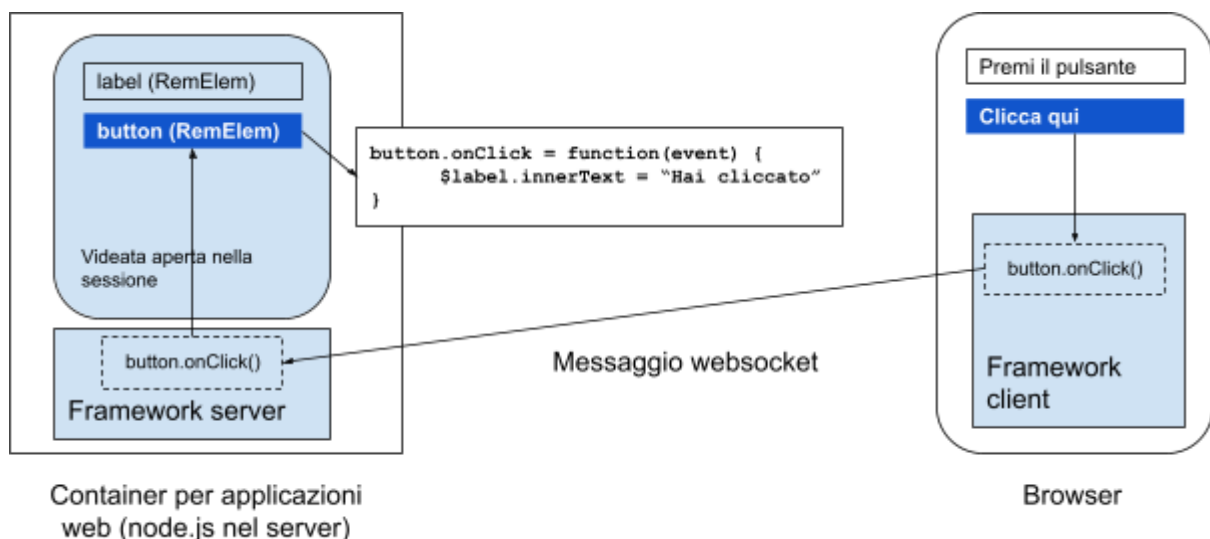 label (RemElem)
button (RemElem)
Videata aperta nella
sessione
button.onClick()
Framework server
Container per applicazioni
web (node.js nel server)
button.onClick = function(event) {
$label.innerText = “Hai cliccato”
}
Messaggio websocket
Premi il pulsante
Clicca qui
button.onClick()
Framework
client
Browser